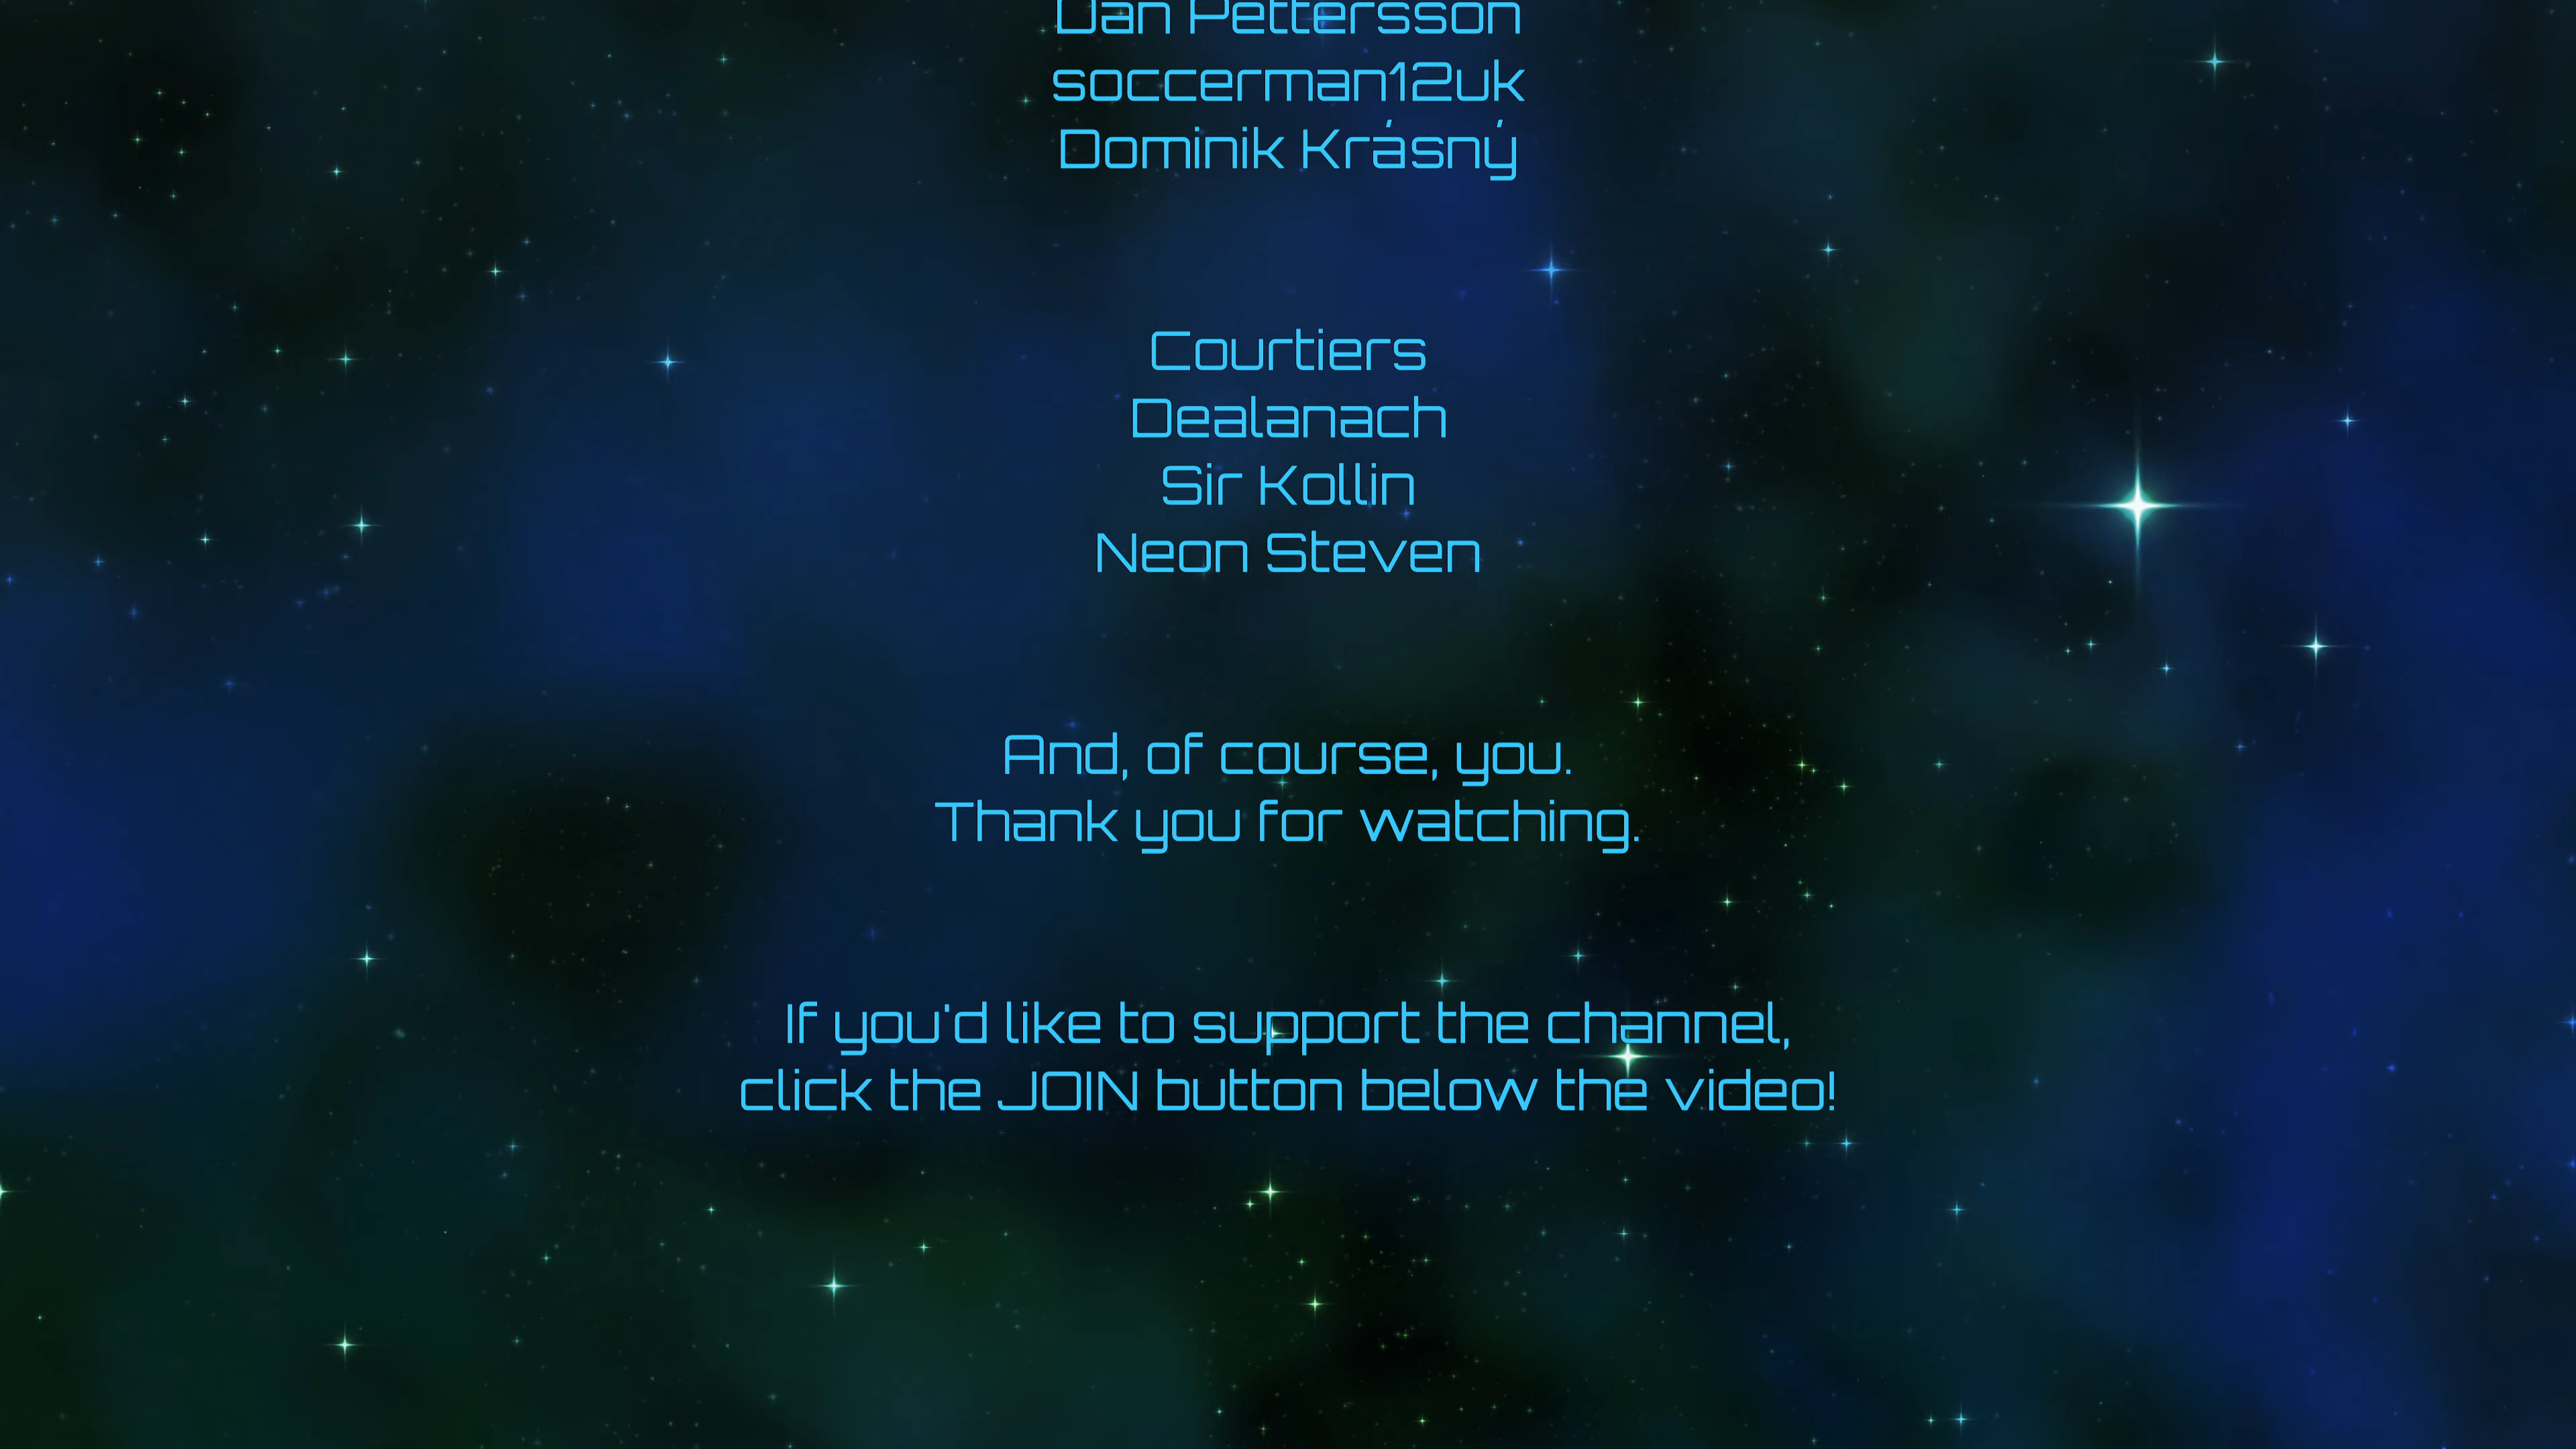 Dan Pettersson
soccerman12uk
Dominik Krásný
Courtiers
Dealanach
Sir Kollin
Neon Steven
And, of course, you.
Thank you for watching.
If you'd like to support the channel,
click the JOIN button below the video!